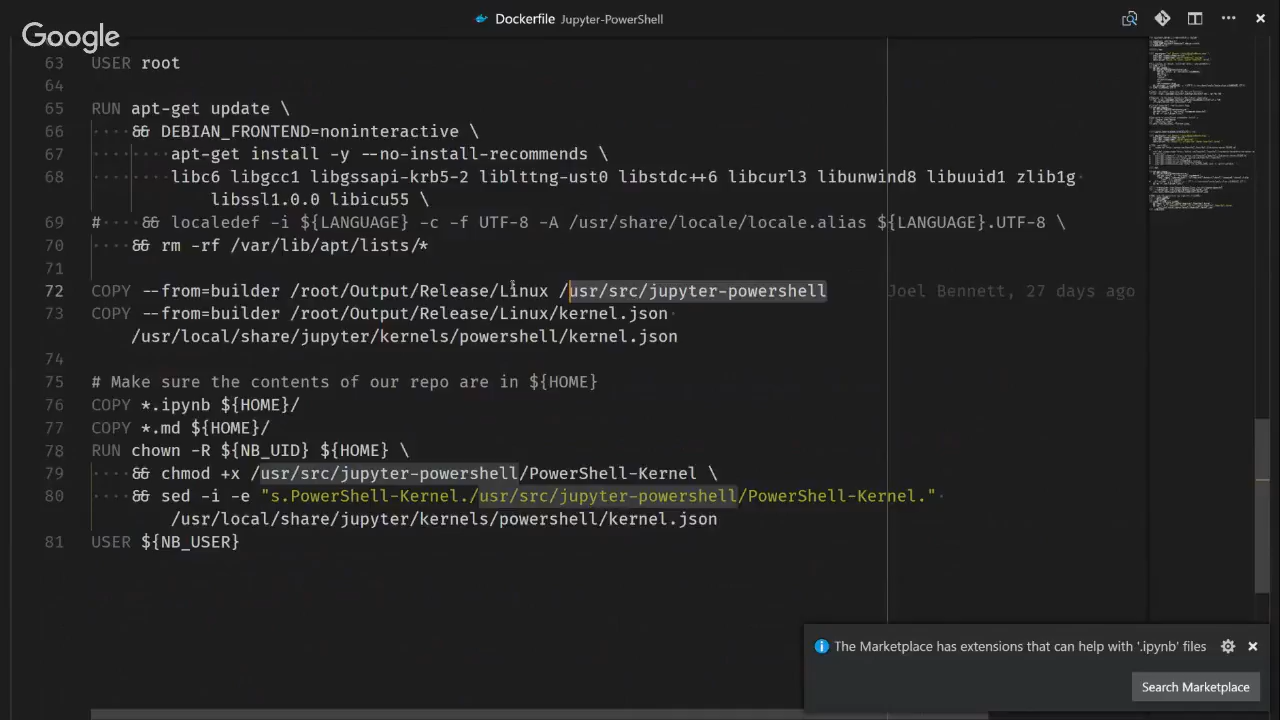 Google
Dockerfile Jupyter-PowerShell
63 USER root
64
65 RUN apt-get update \
66 ····&& DEBIAN_FRONTEND=noninteractive \
67 ········apt-get install -y --no-install-recommends \
68 ········libc6 libgcc1 libgssapi-krb5-2 liblttng-ust0 libstdc++6 libcurl3 libunwind8 libuuid1 zlib1g
libssl1.0.0 libicu55 \
69 #    && localedef -i ${LANGUAGE} -c -f UTF-8 -A /usr/share/locale/locale.alias ${LANGUAGE}.UTF-8 \
70 ····&& rm -rf /var/lib/apt/lists/*
71
72 COPY --from=builder /root/Output/Release/Linux /usr/src/jupyter-powershell Joel Bennett, 27 days ago
73 COPY --from=builder /root/Output/Release/Linux/kernel.json·
/usr/local/share/jupyter/kernels/powershell/kernel.json
74
75 # Make sure the contents of our repo are in ${HOME}
76 COPY *.ipynb ${HOME}/
77 COPY *.md ${HOME}/
78 RUN chown -R ${NB_UID} ${HOME} \
79 ····&& chmod +x /usr/src/jupyter-powershell/PowerShell-Kernel \
80 ····&& sed -i -e "s.PowerShell-Kernel./usr/src/jupyter-powershell/PowerShell-Kernel."·
/usr/local/share/jupyter/kernels/powershell/kernel.json
81 USER ${NB_USER}
The Marketplace has extensions that can help with '.ipynb' files
Search Marketplace